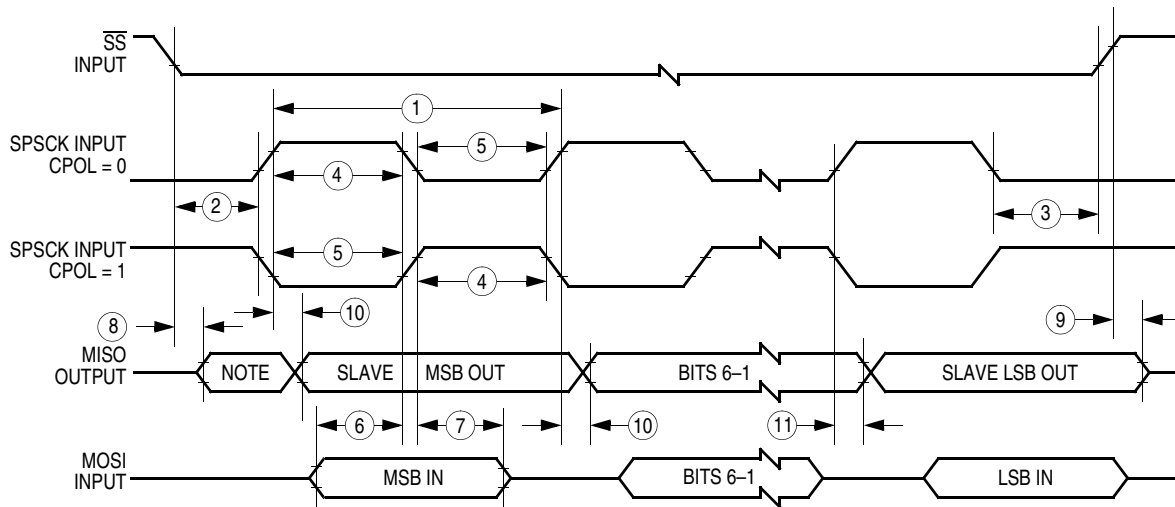 SS
INPUT
1
SPSCK INPUT
CPOL = 0
5
4
2
3
SPSCK INPUT
CPOL = 1
5
4
8
10
9
MISO
OUTPUT
NOTE
SLAVE MSB OUT
BITS 6–1
SLAVE LSB OUT
6
7
10
11
MOSI
INPUT
MSB IN
BITS 6–1
LSB IN